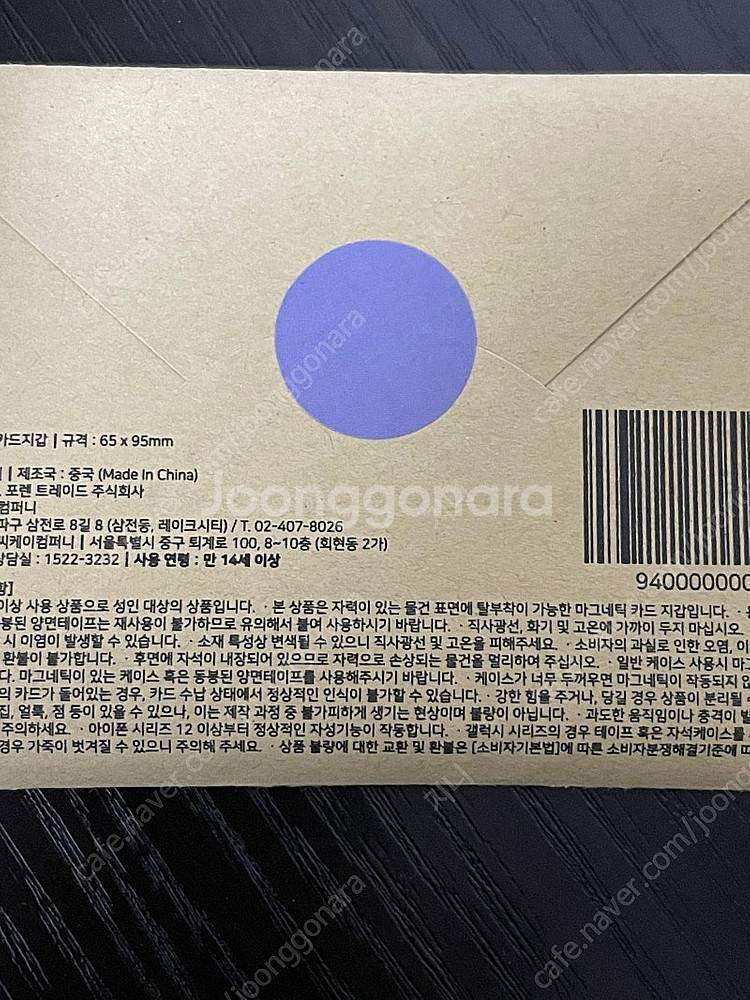 카드지갑 | 규격 : 65 x 95mm
| 제조국 : 중국 (Made In China)
포렌 트레이드 주식회사
컴퍼니
파구 삼전로 8길 8 (삼전동, 레이크시티) / T. 02-407-8026
씨케이컴퍼니 | 서울특별시 중구 퇴계로 100, 8~10층 (회현동 2가)
상담실 : 1522-3232 | 사용 연령 : 만 14세 이상
항]
이상 사용 상품으로 성인 대상의 상품입니다. · 본 상품은 자력이 있는 물건 표면에 탈부착이 가능한 마그네틱 카드 지갑입니다. ·
봉된 양면테이프는 재사용이 불가하므로 유의해서 붙여 사용하시기 바랍니다. · 직사광선, 화기 및 고온에 가까이 두지 마십시오.
시 이염이 발생할 수 있습니다. · 소재 특성상 변색될 수 있으니 직사광선 및 고온을 피해주세요. · 소비자의 과실로 인한 오염, 이
환불이 불가합니다. · 후면에 자석이 내장되어 있으므로 자력으로 손상되는 물건을 멀리하여 주십시오. · 일반 케이스 사용시 마그
다. 마그네틱이 있는 케이스 혹은 동봉된 양면테이프를 사용해주시기 바랍니다. · 케이스가 너무 두꺼우면 마그네틱이 작동되지 않
의 카드가 들어있는 경우, 카드 수납 상태에서 정상적인 인식이 불가할 수 있습니다. · 강한 힘을 주거나, 당길 경우 상품이 분리될 수
집, 얼룩, 점 등이 있을 수 있으나, 이는 제작 과정 중 불가피하게 생기는 현상이며 불량이 아닙니다. · 과도한 움직임이나 충격이 발
주의하세요. · 아이폰 시리즈 12 이상부터 정상적인 자성기능이 작동합니다. · 갤럭시 시리즈의 경우 테이프 혹은 자석케이스를
경우 가죽이 벗겨질 수 있으니 주의해 주세요. · 상품 불량에 대한 교환 및 환불은 [소비자기본법]에 따른 소비자분쟁해결기준에 따
940000000
Joonggonara
cafe.naver.com/joonggonara